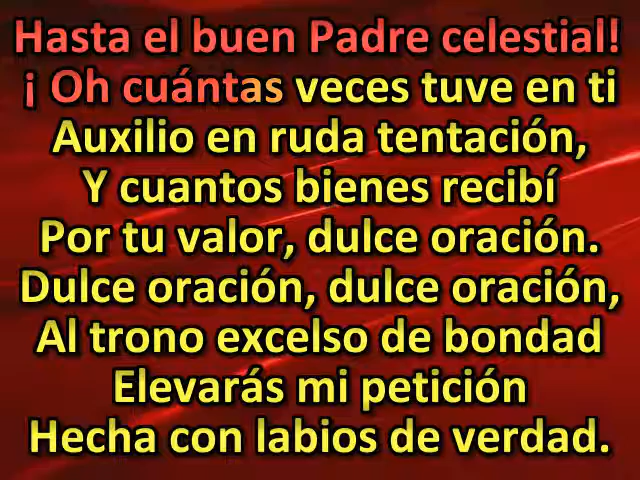 Hasta el buen Padre celestial!
¡ Oh cuántas veces tuve en ti
Auxilio en ruda tentación,
Y cuantos bienes recibí
Por tu valor, dulce oración.
Dulce oración, dulce oración,
Al trono excelso de bondad
Elevarás mi petición
Hecha con labios de verdad.